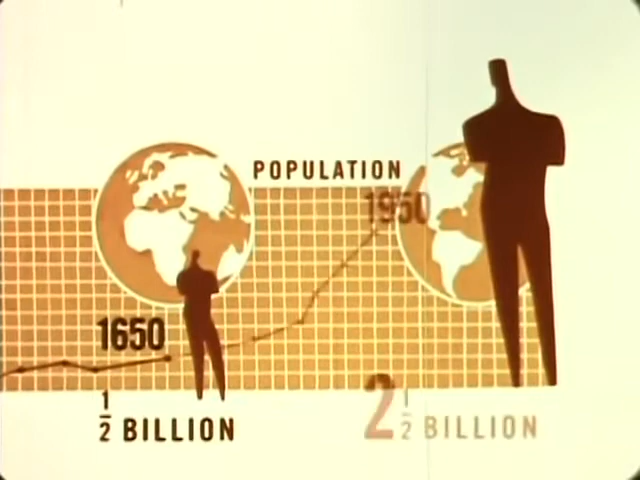 POPULATION
1950
1650
1/2 BILLION
2 1/2 BILLION